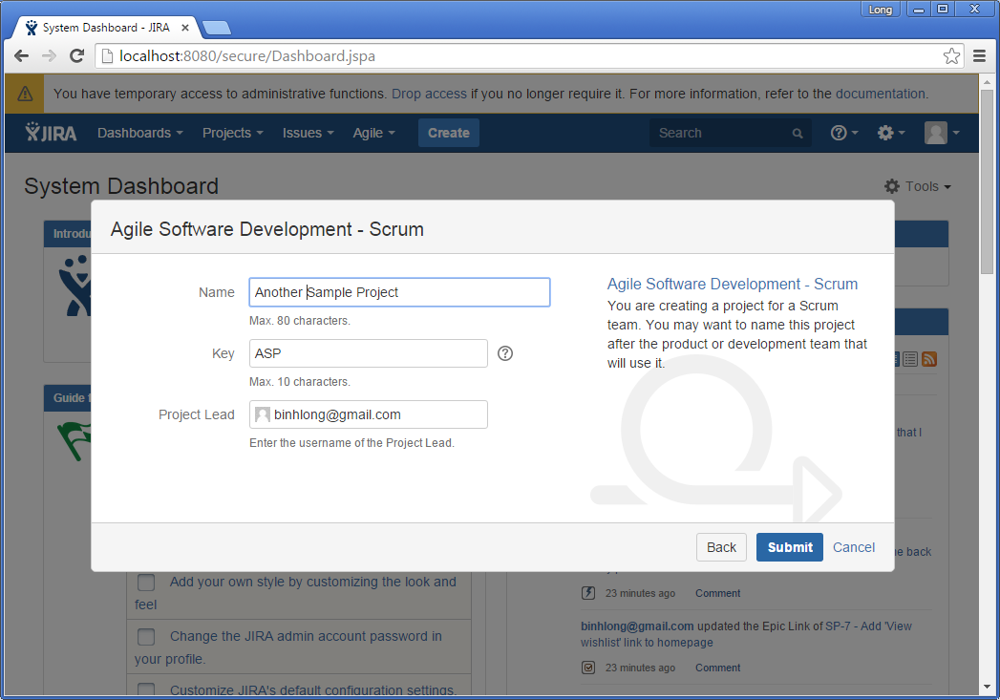 Long
System Dashboard - JIRA
localhost:8080/secure/Dashboard.jspa
You have temporary access to administrative functions. Drop access if you no longer require it. For more information, refer to the documentation.
JIRA Dashboards Projects Issues Agile Create Search
System Dashboard
Tools
Introdu
Agile Software Development - Scrum
Name
Another Sample Project
Max. 80 characters.
Key
ASP
Max. 10 characters.
Project Lead
binhlong@gmail.com
Enter the username of the Project Lead.
Agile Software Development - Scrum
You are creating a project for a Scrum
team. You may want to name this project
after the product or development team that
will use it.
Guide
that I
Back
Submit
Cancel
back
Add your own style by customizing the look and
feel
Change the JIRA admin account password in
your profile.
Customize JIRA's default configuration settings.
23 minutes ago Comment
binhlong@gmail.com updated the Epic Link of SP-7 - Add 'View
wishlist' link to homepage
23 minutes ago Comment